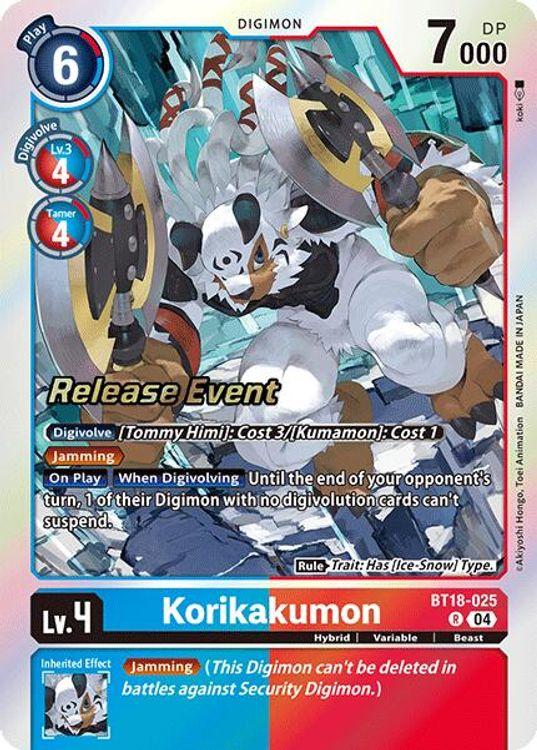 Play
6
DIGIMON
7000
DP
koki
Digivolve
Lv.3
4
Tamer
4
Release Event
Digivolve [Tommy Himi]: Cost 3/[Kumamon]: Cost 1
Jamming
On Play When Digivolving Until the end of your opponent's
turn, 1 of their Digimon with no digivolution cards can't
suspend.
Rule Trait: Has [Ice-Snow] Type.
©Akiyoshi Hongo, Toei Animation BANDAI MADE IN JAPAN
Lv.4
Korikakumon
BT18-025
R 04
Hybrid | Variable | Beast
Inherited Effect
Jamming (This Digimon can't be deleted in
battles against Security Digimon.)